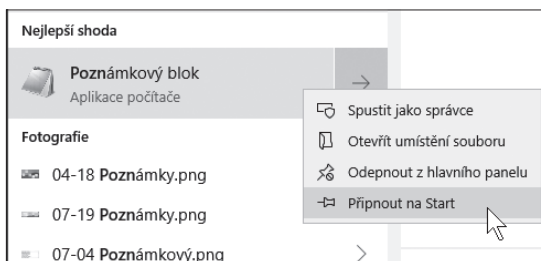 Nejlepší shoda
Poznámkový blok
Aplikace počítače
Spustit jako správce
Otevřít umístění souboru
Odepnout z hlavního panelu
Připnout na Start
Fotografie
04-18 Poznámky.png
07-19 Poznámky.png
07-04 Poznámkový.png